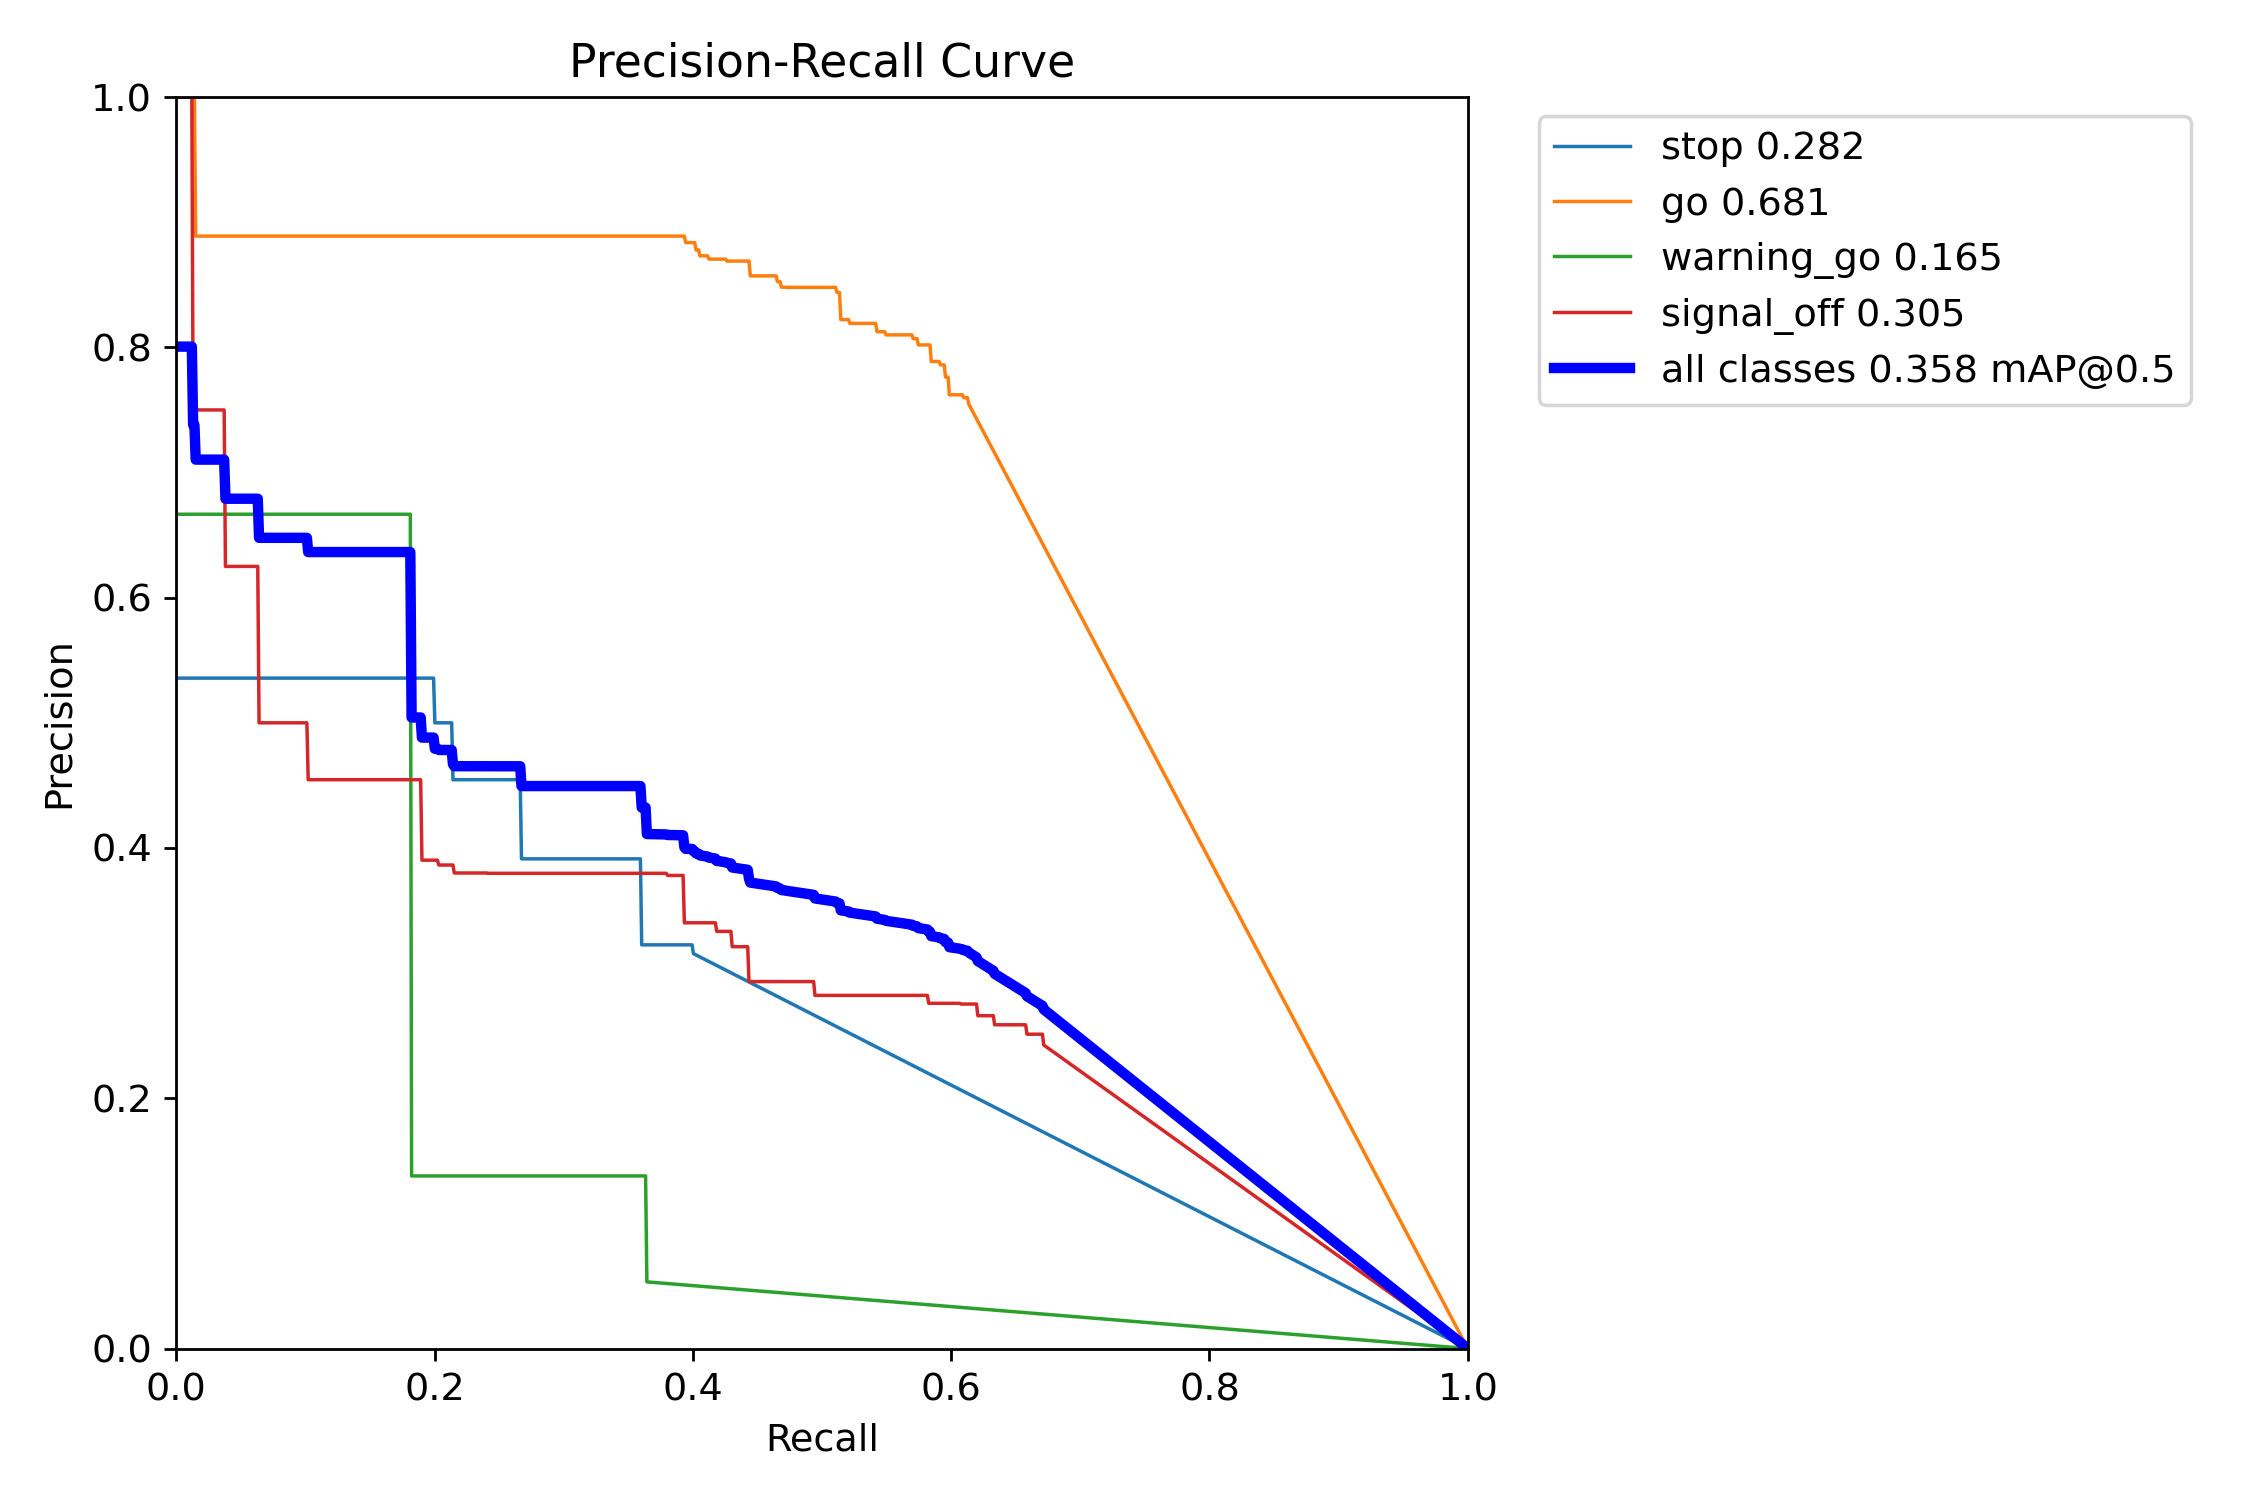 Precision-Recall Curve
1.0
0.8
0.6
0.4
0.2
0.0
Precision
0.0 0.2 0.4 0.6 0.8 1.0
Recall
stop 0.282
go 0.681
warning_go 0.165
signal_off 0.305
all classes 0.358 mAP@0.5